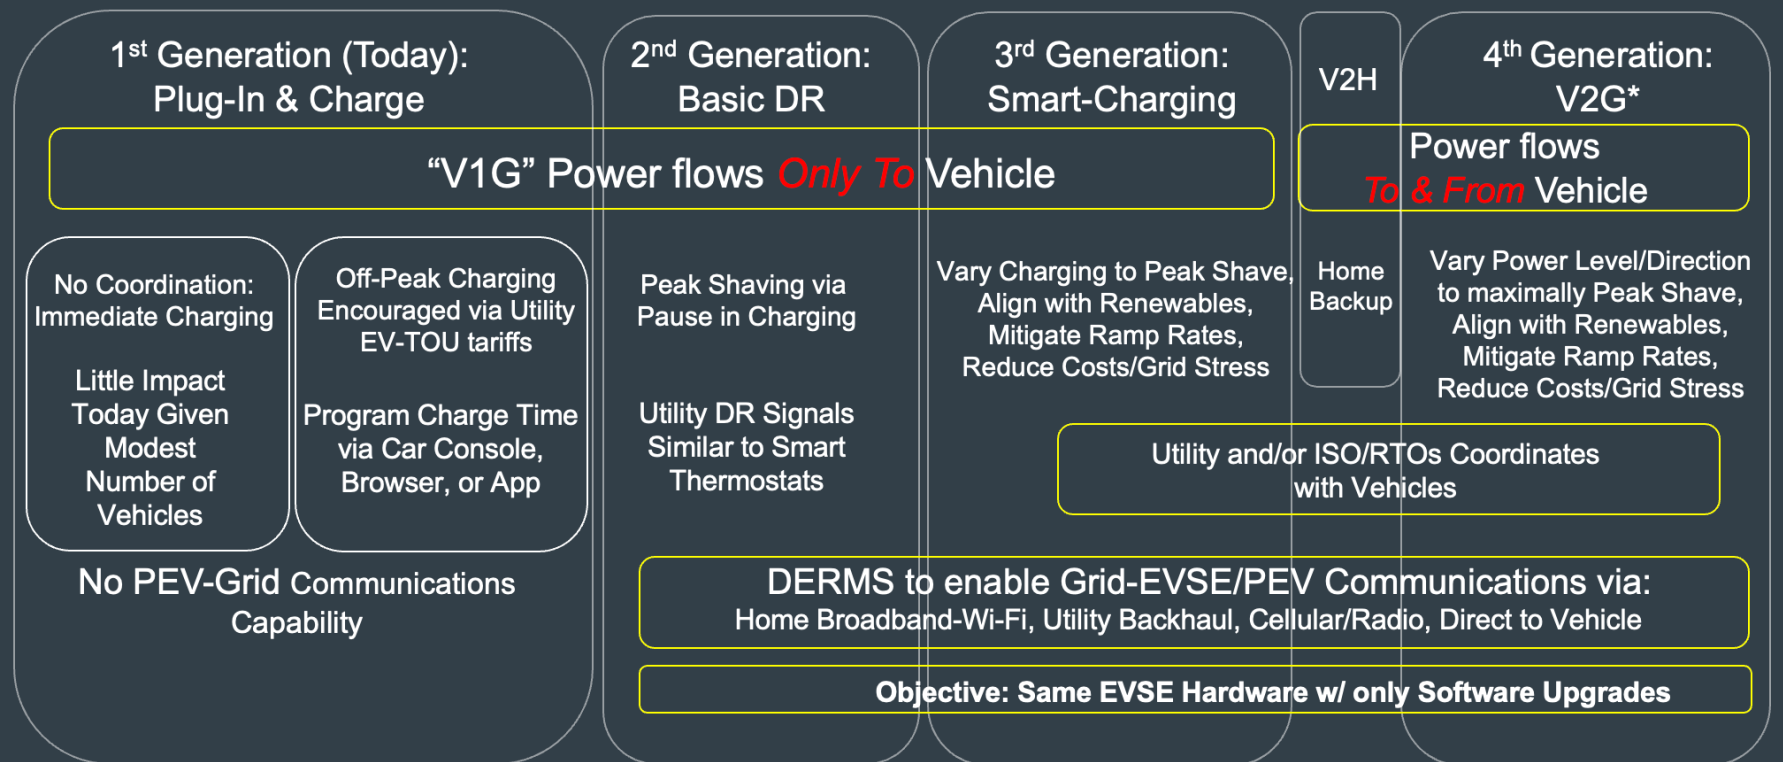 1st Generation (Today):
Plug-In & Charge
2nd Generation:
Basic DR
3rd Generation:
Smart-Charging
V2H
4th Generation:
V2G*
“V1G” Power flows Only To Vehicle
Power flows
To & From Vehicle
No Coordination:
Immediate Charging
Little Impact
Today Given
Modest
Number of
Vehicles
Off-Peak Charging
Encouraged via Utility
EV-TOU tariffs
Program Charge Time
via Car Console,
Browser, or App
No PEV-Grid Communications
Capability
Peak Shaving via
Pause in Charging
Utility DR Signals
Similar to Smart
Thermostats
Vary Charging to Peak Shave,
Align with Renewables,
Mitigate Ramp Rates,
Reduce Costs/Grid Stress
Home
Backup
Vary Power Level/Direction
to maximally Peak Shave,
Align with Renewables,
Mitigate Ramp Rates,
Reduce Costs/Grid Stress
Utility and/or ISO/RTOs Coordinates
with Vehicles
DERMS to enable Grid-EVSE/PEV Communications via:
Home Broadband-Wi-Fi, Utility Backhaul, Cellular/Radio, Direct to Vehicle
Objective: Same EVSE Hardware w/ only Software Upgrades